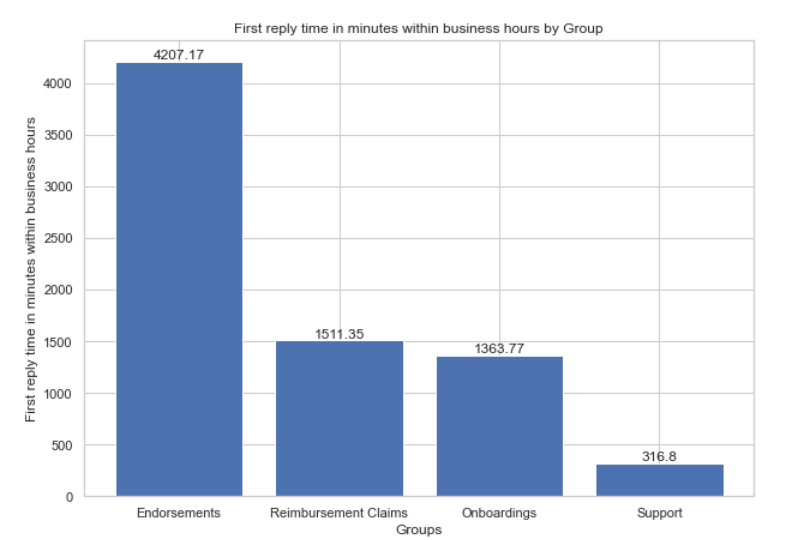 First reply time in minutes within business hours by Group
First reply time in minutes within business hours
4000
3500
3000
2500
2000
1500
1000
500
0
4207.17
1511.35
1363.77
316.8
Endorsements
Reimbursement Claims
Onboardings
Support
Groups